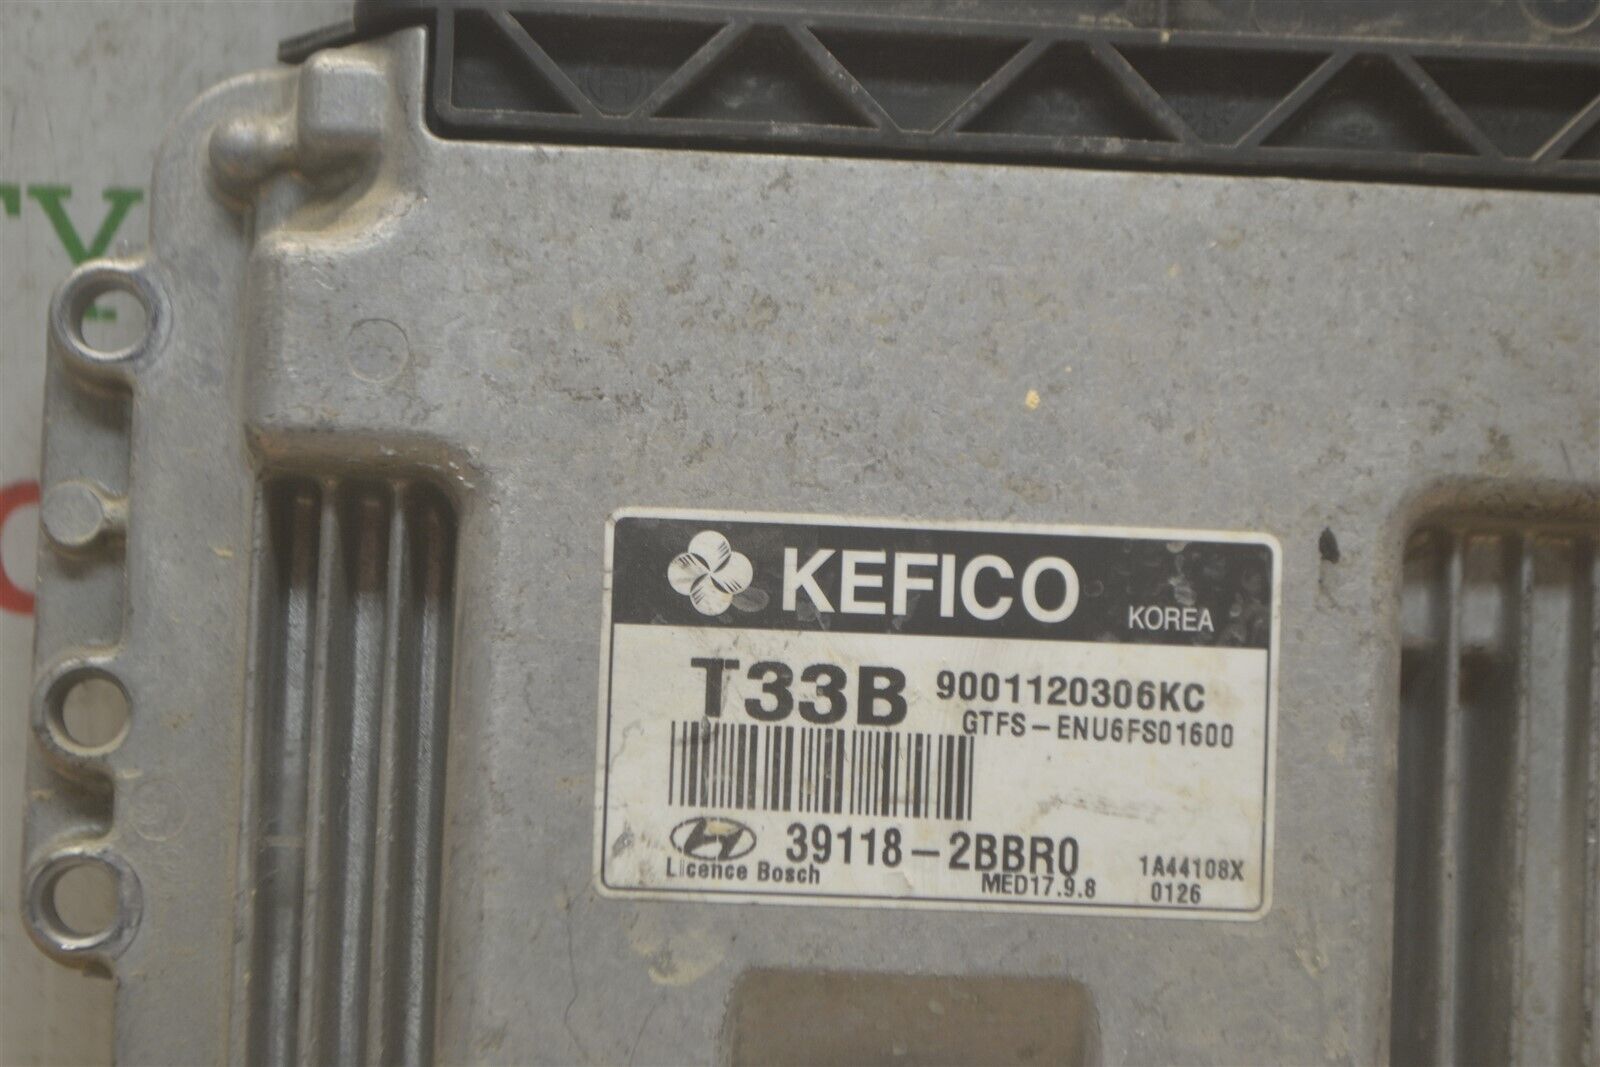 KEFICO KOREA
T33B 9001120306KC
GTFS-ENU6FS01600
39118-2BBR0 1A44108X
Licence Bosch MED17.9.8 0126